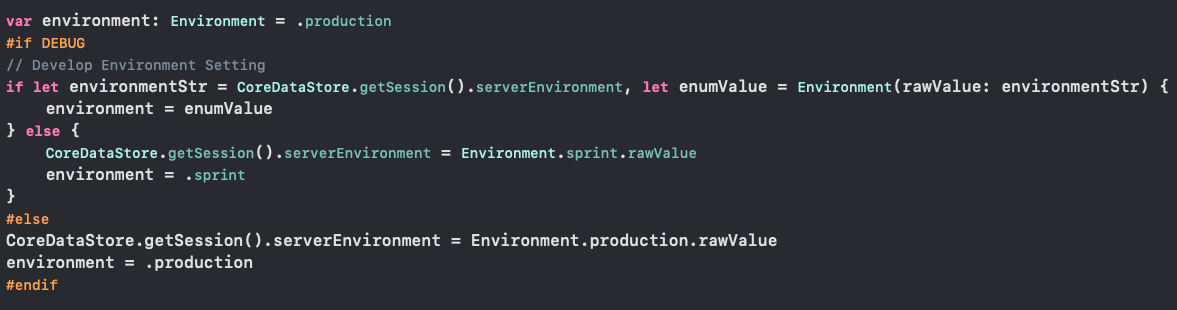 var environment: Environment = .production
#if DEBUG
// Develop Environment Setting
if let environmentStr = CoreDataStore.getSession().serverEnvironment, let enumValue = Environment(rawValue: environmentStr) {
    environment = enumValue
} else {
    CoreDataStore.getSession().serverEnvironment = Environment.sprint.rawValue
    environment = .sprint
}
#else
CoreDataStore.getSession().serverEnvironment = Environment.production.rawValue
environment = .production
#endif